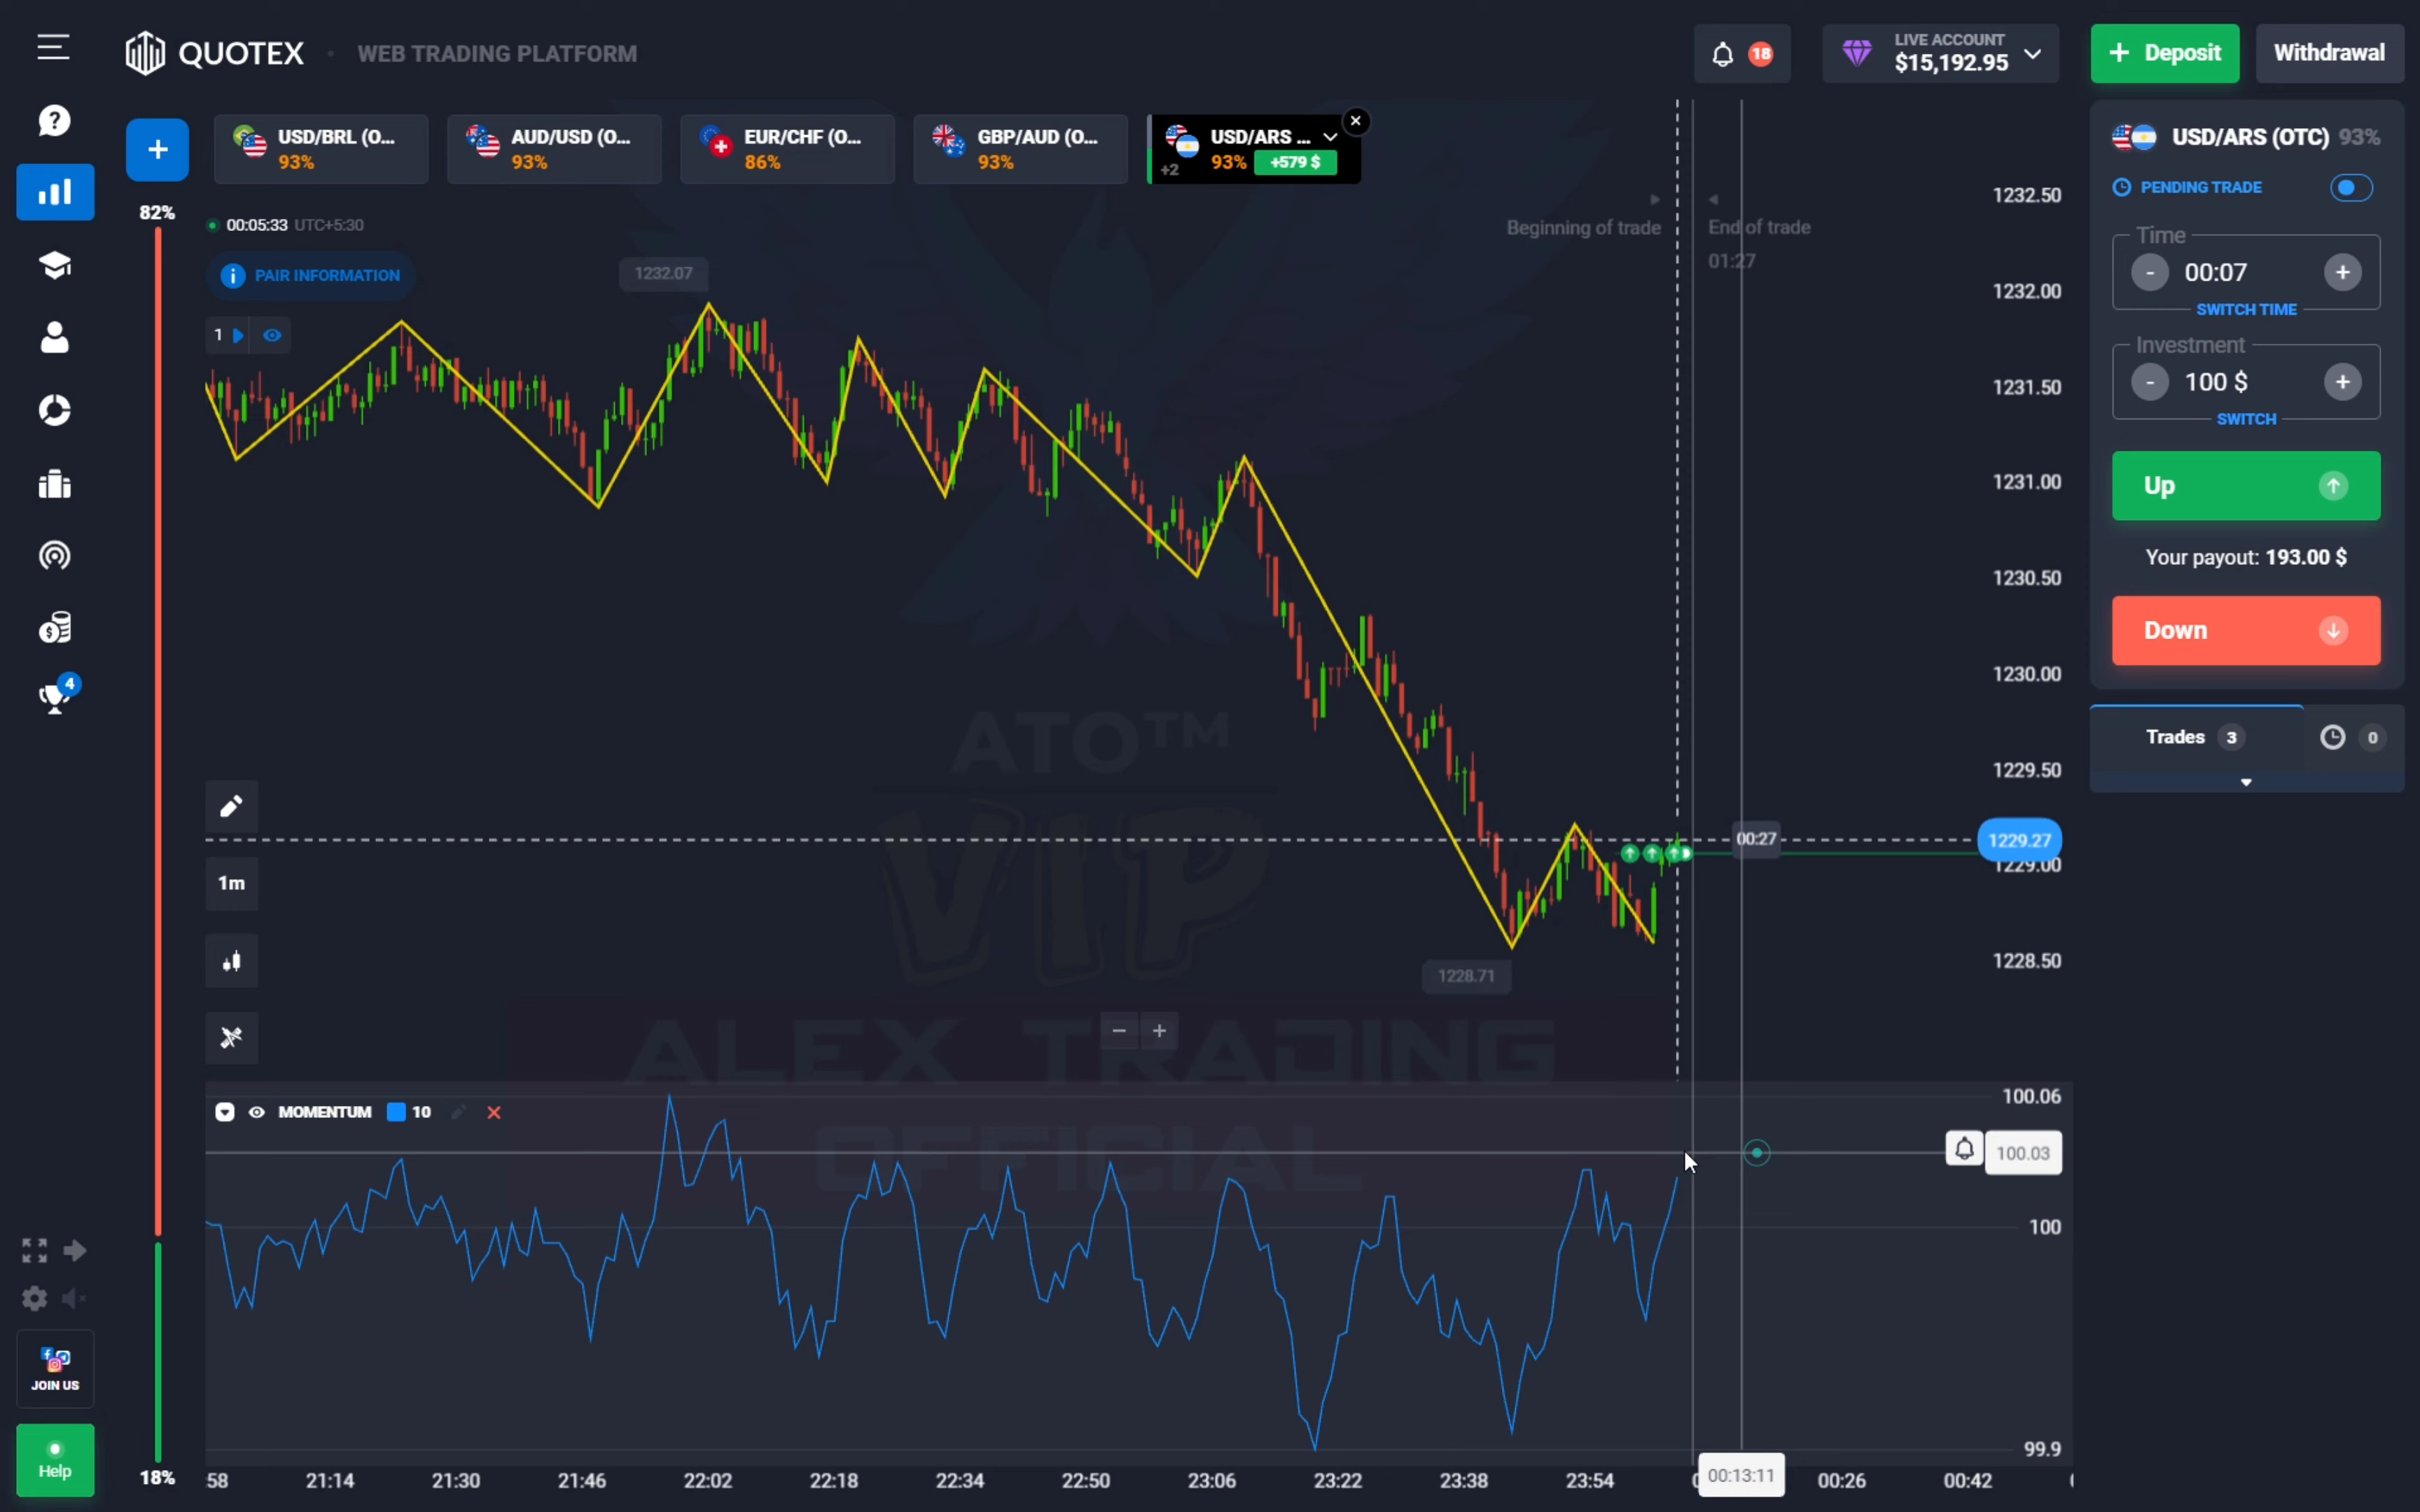 QUOTEX
WEB TRADING PLATFORM
18
LIVE ACCOUNT
$15,192.95
+ Deposit
Withdrawal
+
USD/BRL (O...
93%
AUD/USD (O...
93%
EUR/CHF (O...
86%
GBP/AUD (O...
93%
USD/ARS ...
+2
93%
+579 $
82%
00:05:33 UTC+5:30
PAIR INFORMATION
1
1232.07
Beginning of trade
End of trade
01:27
1232.50
1232.00
1231.50
1231.00
1230.50
1230.00
1229.50
1229.27
1229.00
1228.50
00:27
1228.71
1m
ATO™
VIP
ALEX TRADING
OFFICIAL
- +
MOMENTUM 10
100.06
100.03
100
99.9
:58
21:14
21:30
21:46
22:02
22:18
22:34
22:50
23:06
23:22
23:38
23:54
00:13:11
00:26
00:42
18%
4
JOIN US
Help
USD/ARS (OTC) 93%
PENDING TRADE
Time
- 00:07 +
SWITCH TIME
Investment
- 100 $ +
SWITCH
Up
Your payout: 193.00 $
Down
Trades 3
0